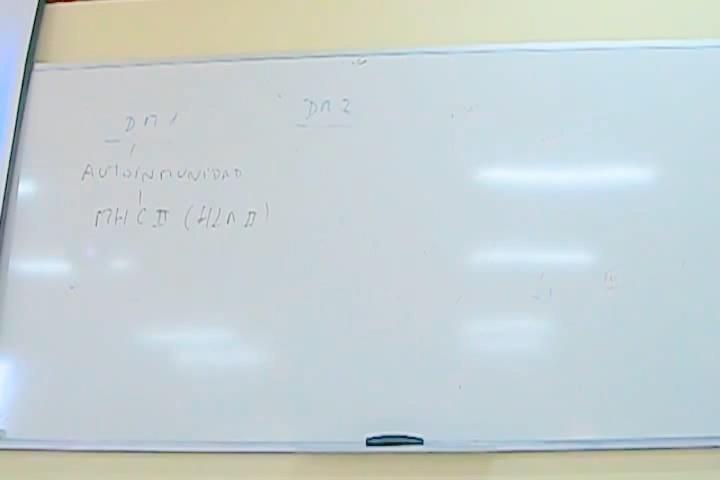 DM 1
DM 2
AUTOINMUNIDAD
MHC II (HLA II)